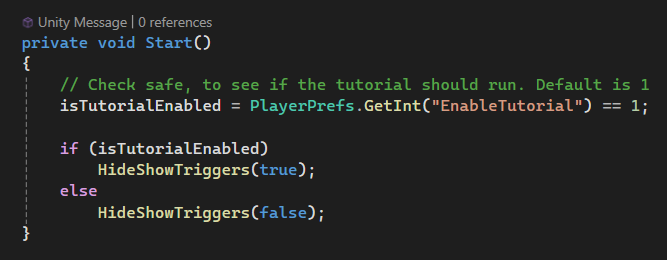 Unity Message | 0 references
private void Start()
{
// Check safe, to see if the tutorial should run. Default is 1
isTutorialEnabled = PlayerPrefs.GetInt("EnableTutorial") == 1;
if (isTutorialEnabled)
HideShowTriggers(true);
else
HideShowTriggers(false);
}